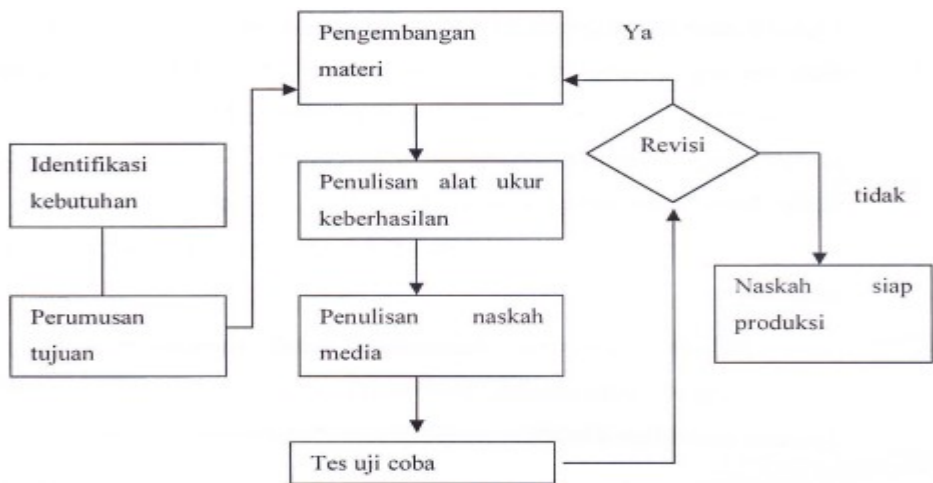 Identifikasi
kebutuhan
Perumusan
tujuan
Pengembangan
materi
Penulisan alat ukur
keberhasilan
Penulisan naskah
media
Tes uji coba
Revisi
Ya
tidak
Naskah siap
produksi